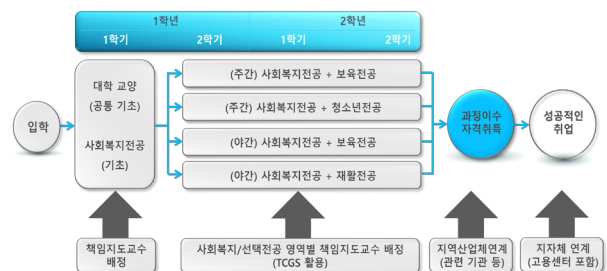 1학년 2학년
1학기 2학기 1학기 2학기
입학
대학 교양
(공통 기초)
사회복지전공
(기초)
(주간) 사회복지전공 + 보육전공
(주간) 사회복지전공 + 청소년전공
(야간) 사회복지전공 + 보육전공
(야간) 사회복지전공 + 재활전공
과정이수
자격취득
성공적인
취업
책임지도교수
배정
사회복지/선택전공 영역별 책임지도교수 배정
(TCGS 활용)
지역산업체연계
(관련 기관 등)
지자체 연계
(고용센터 포함)